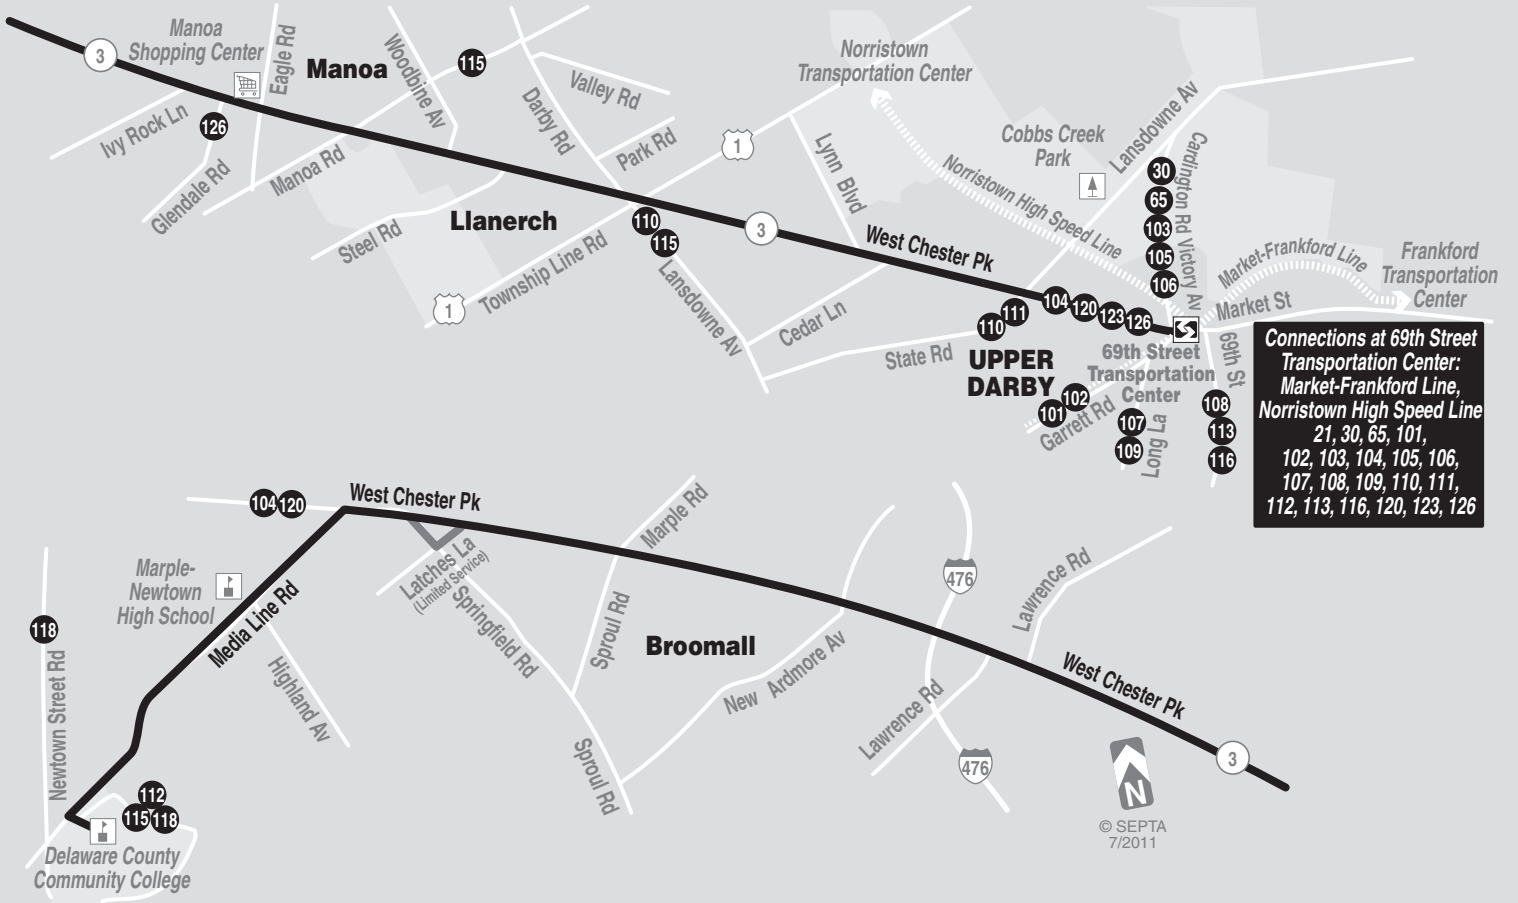 3
Manoa
Shopping Center
Eagle Rd
Manoa
Woodbine Av
115
Darby Rd
Valley Rd
Park Rd
1
Norristown
Transportation Center
Lynn Blvd
Norristown High Speed Line
Cobbs Creek
Park
Lansdowne Av
Cardington Rd
Victory Av
30
65
103
105
106
Market-Frankford Line
Frankford
Transportation
Center
Market St
Ivy Rock Ln
126
Glendale Rd
Manoa Rd
Steel Rd
Llanerch
110
115
Township Line Rd
1
3
West Chester Pk
Lansdowne Av
Cedar Ln
State Rd
110
111
104
120
123
126
UPPER
DARBY
69th Street
Transportation
Center
69th St
102
101
Garrett Rd
107
109
Long La
108
113
116
Connections at 69th Street
Transportation Center:
Market-Frankford Line,
Norristown High Speed Line
21, 30, 65, 101,
102, 103, 104, 105, 106,
107, 108, 109, 110, 111,
112, 113, 116, 120, 123, 126
104
120
West Chester Pk
Latches La
(Limited Service)
Marple Rd
Sproul Rd
Springfield Rd
Marple-
Newtown
High School
Media Line Rd
Highland Av
118
Newtown Street Rd
Broomall
New Ardmore Av
Sproul Rd
476
Lawrence Rd
Lawrence Rd
476
West Chester Pk
3
N
© SEPTA
7/2011
112
115
118
Delaware County
Community College